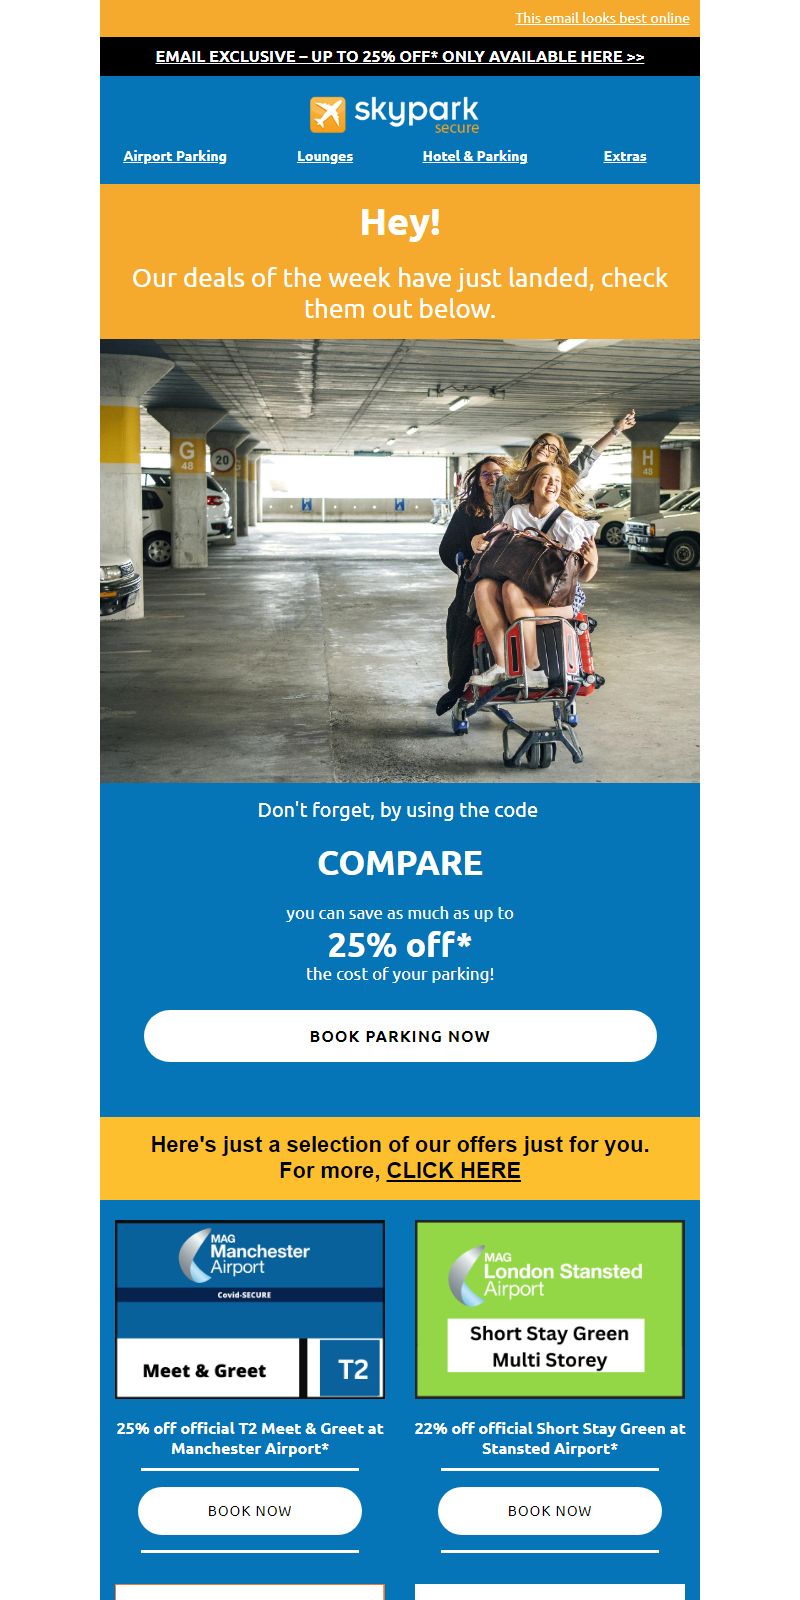 This email looks best online
EMAIL EXCLUSIVE – UP TO 25% OFF* ONLY AVAILABLE HERE >>
skypark
secure
Airport Parking
Lounges
Hotel & Parking
Extras
Hey!
Our deals of the week have just landed, check
them out below.
G
48
20
H
48
Don't forget, by using the code
COMPARE
you can save as much as up to
25% off*
the cost of your parking!
BOOK PARKING NOW
Here's just a selection of our offers just for you.
For more, CLICK HERE
MAG
Manchester
Airport
Covid-SECURE
Meet & Greet
T2
25% off official T2 Meet & Greet at
Manchester Airport*
BOOK NOW
MAG
London Stansted
Airport
Short Stay Green
Multi Storey
22% off official Short Stay Green at
Stansted Airport*
BOOK NOW